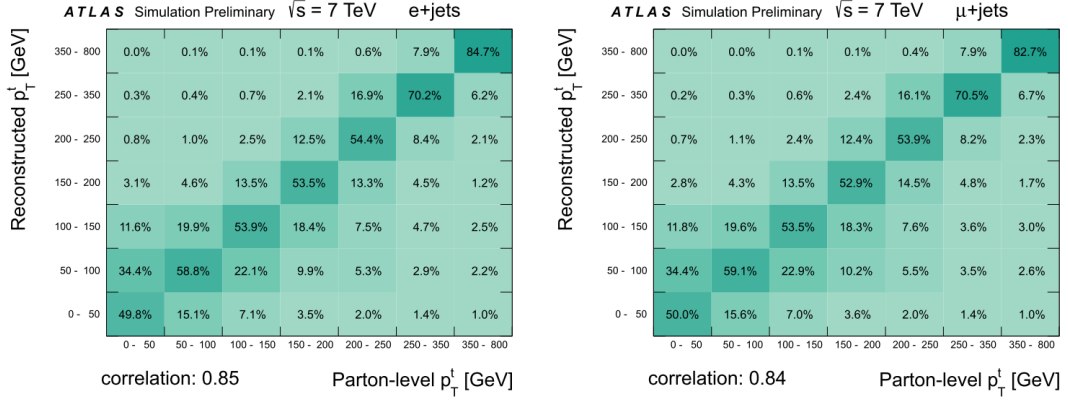 ATLAS Simulation Preliminary √s = 7 TeV e+jets
Reconstructed p_T^t [GeV]
350 - 800 0.0% 0.1% 0.1% 0.1% 0.6% 7.9% 84.7%
250 - 350 0.3% 0.4% 0.7% 2.1% 16.9% 70.2% 6.2%
200 - 250 0.8% 1.0% 2.5% 12.5% 54.4% 8.4% 2.1%
150 - 200 3.1% 4.6% 13.5% 53.5% 13.3% 4.5% 1.2%
100 - 150 11.6% 19.9% 53.9% 18.4% 7.5% 4.7% 2.5%
50 - 100 34.4% 58.8% 22.1% 9.9% 5.3% 2.9% 2.2%
0 - 50 49.8% 15.1% 7.1% 3.5% 2.0% 1.4% 1.0%
0 - 50 50 - 100 100 - 150 150 - 200 200 - 250 250 - 350 350 - 800
correlation: 0.85 Parton-level p_T^t [GeV]
ATLAS Simulation Preliminary √s = 7 TeV μ+jets
Reconstructed p_T^t [GeV]
350 - 800 0.0% 0.0% 0.1% 0.1% 0.4% 7.9% 82.7%
250 - 350 0.2% 0.3% 0.6% 2.4% 16.1% 70.5% 6.7%
200 - 250 0.7% 1.1% 2.4% 12.4% 53.9% 8.2% 2.3%
150 - 200 2.8% 4.3% 13.5% 52.9% 14.5% 4.8% 1.7%
100 - 150 11.8% 19.6% 53.5% 18.3% 7.6% 3.6% 3.0%
50 - 100 34.4% 59.1% 22.9% 10.2% 5.5% 3.5% 2.6%
0 - 50 50.0% 15.6% 7.0% 3.6% 2.0% 1.4% 1.0%
0 - 50 50 - 100 100 - 150 150 - 200 200 - 250 250 - 350 350 - 800
correlation: 0.84 Parton-level p_T^t [GeV]